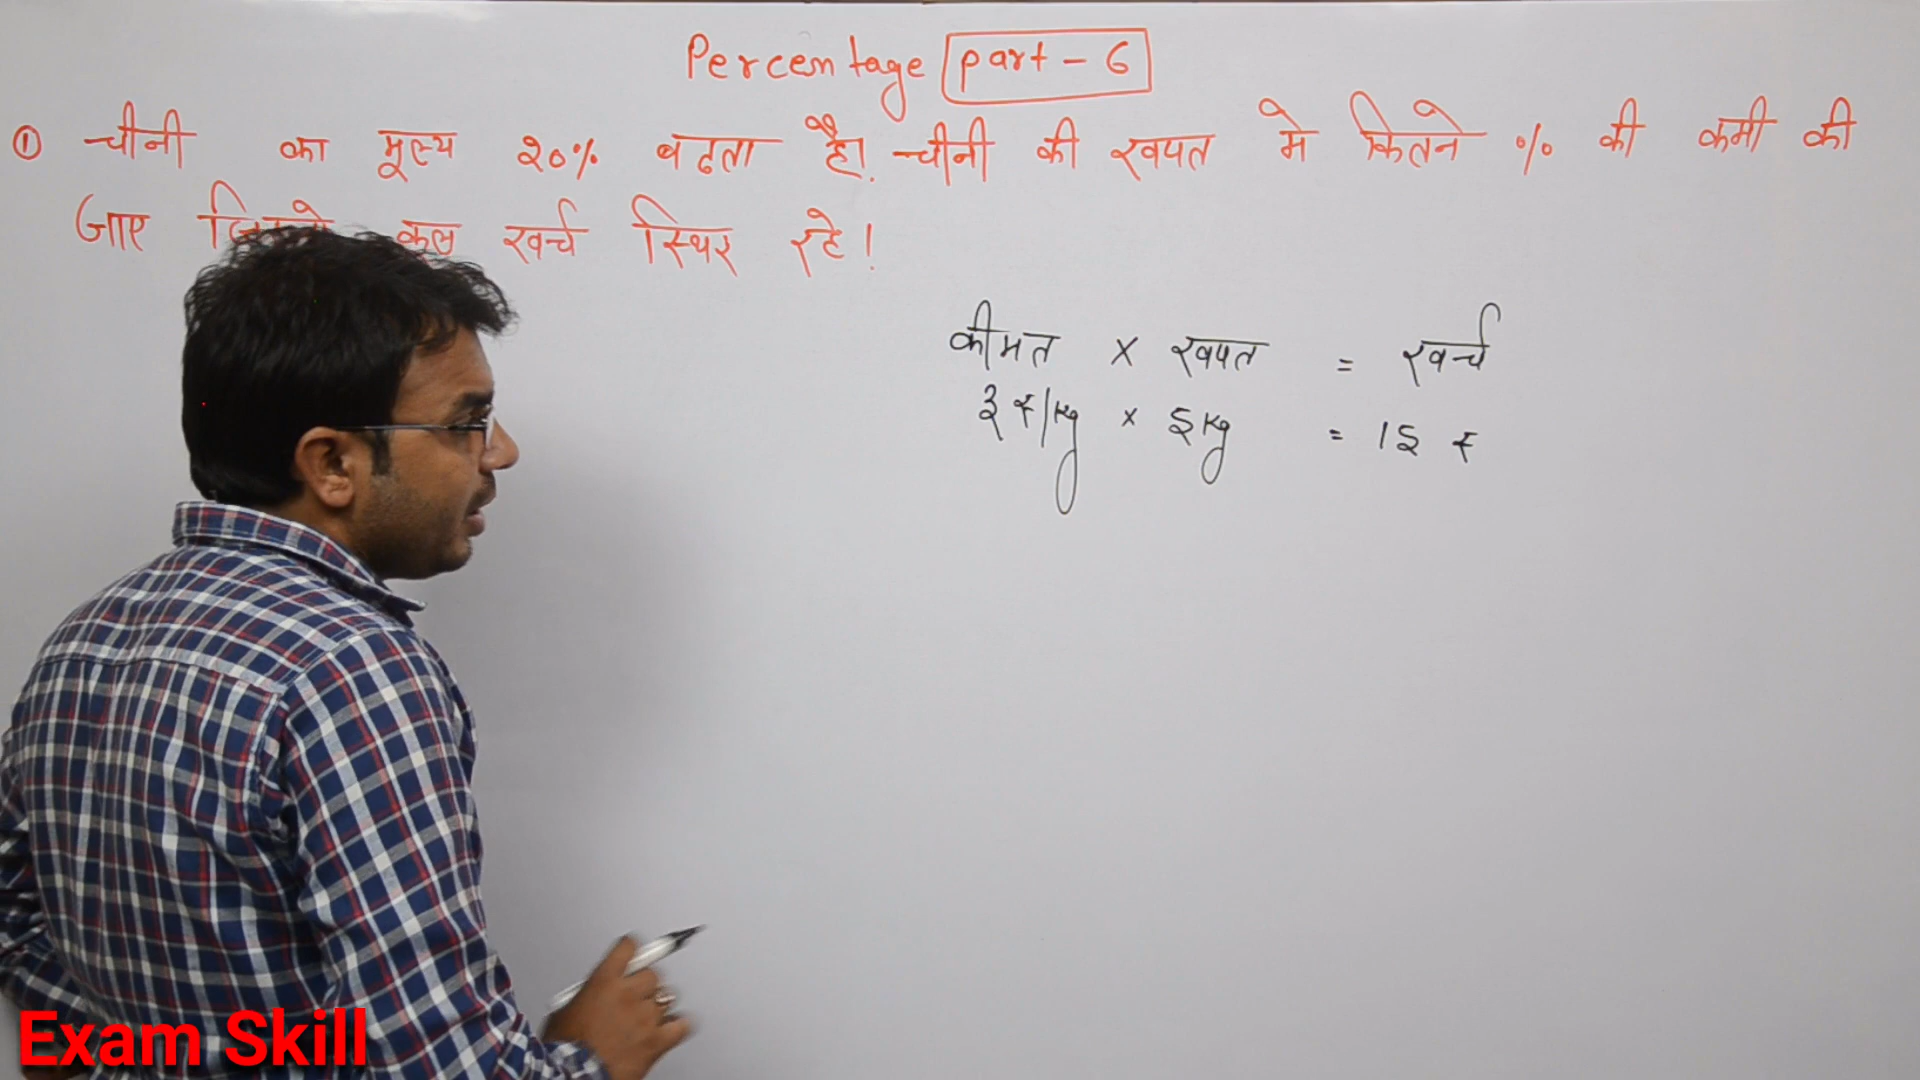 Percentage part - 6
① चीनी का मूल्य 20% बढता है। चीनी की खपत मे कितने % की कमी की
जाए कुल खर्च स्थिर रहे!
कीमत × खपत = खर्च
3 ₹/kg × 5 kg = 15 ₹
Exam Skill